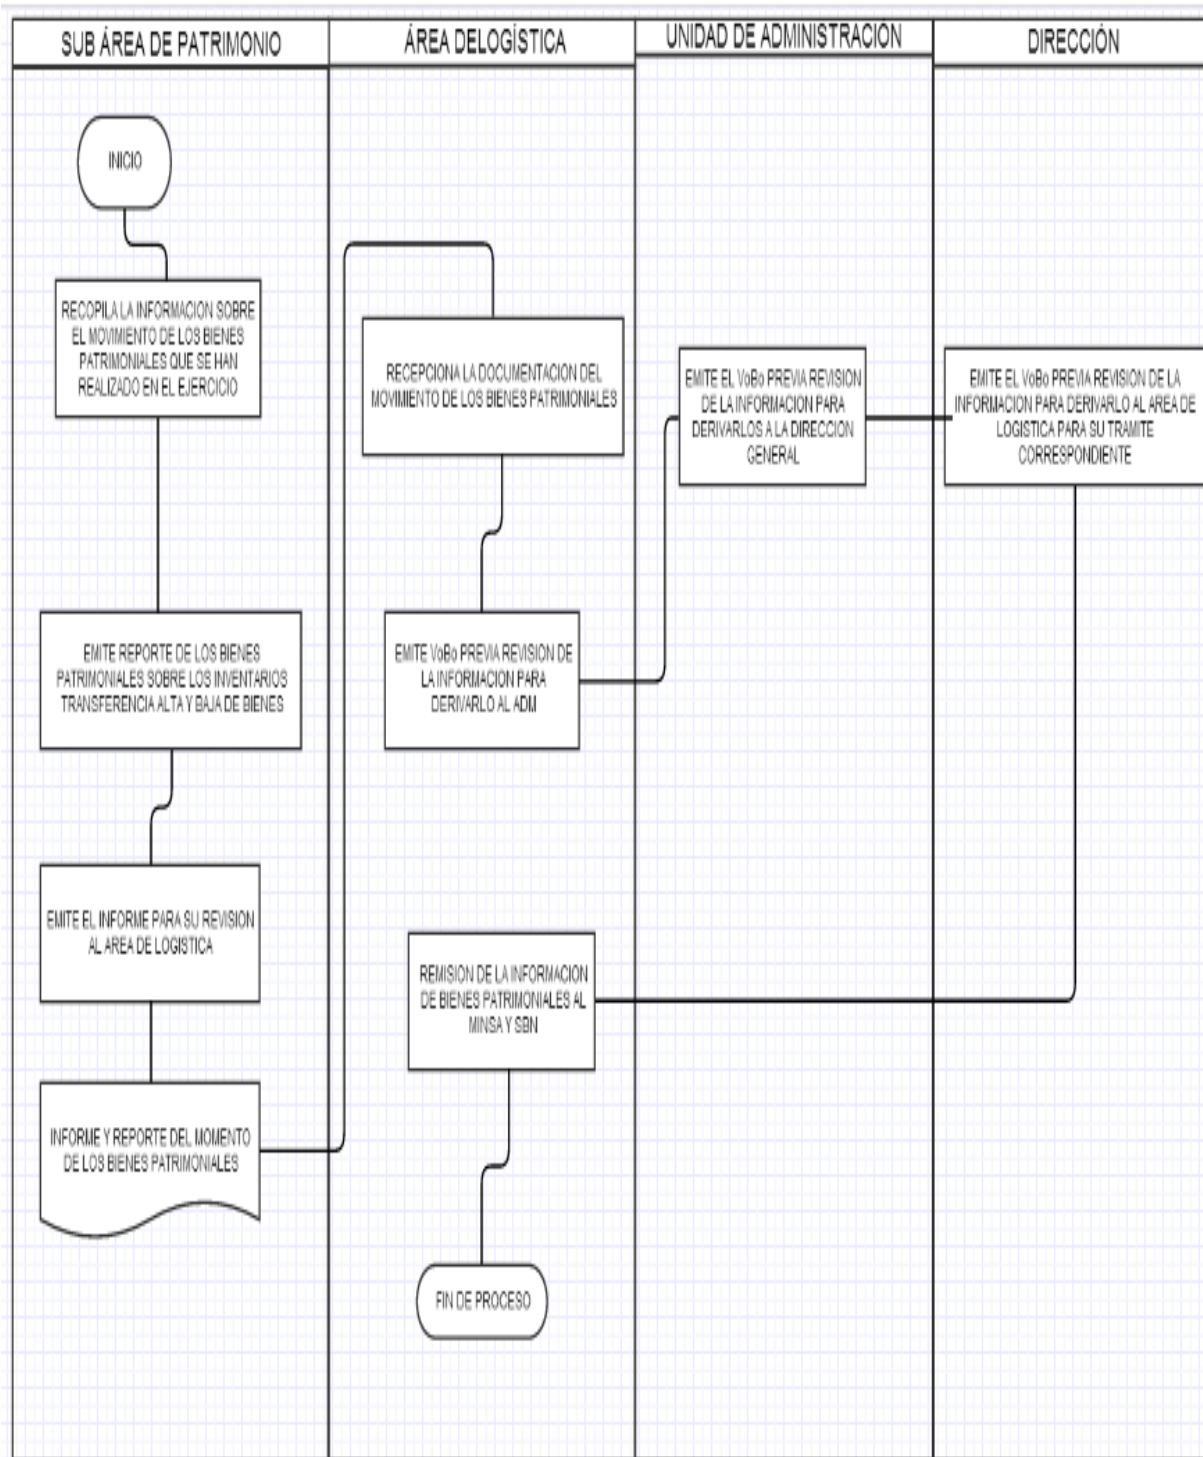 SUB ÁREA DE PATRIMONIO
ÁREA DELOGÍSTICA
UNIDAD DE ADMINISTRACIÓN
DIRECCIÓN
INICIO
RECOPILA LA INFORMACION SOBRE
EL MOVIMIENTO DE LOS BIENES
PATRIMONIALES QUE SE HAN
REALIZADO EN EL EJERCICIO
EMITE REPORTE DE LOS BIENES
PATRIMONIALES SOBRE LOS INVENTARIOS
TRANSFERENCIA ALTA Y BAJA DE BIENES
EMITE EL INFORME PARA SU REVISION
AL AREA DE LOGISTICA
INFORME Y REPORTE DEL MOMENTO
DE LOS BIENES PATRIMONIALES
RECEPCIONA LA DOCUMENTACION DEL
MOVIMIENTO DE LOS BIENES PATRIMONIALES
EMITE VoBo PREVIA REVISION DE
LA INFORMACION PARA
DERIVARLO AL ADM
EMITE EL VoBo PREVIA REVISION
DE LA INFORMACION PARA
DERIVARLOS A LA DIRECCION
GENERAL
EMITE EL VoBo PREVIA REVISION DE LA
INFORMACION PARA DERIVARLO AL AREA DE
LOGISTICA PARA SU TRAMITE
CORRESPONDIENTE
REMISION DE LA INFORMACION
DE BIENES PATRIMONIALES AL
MINSA Y SBN
FIN DE PROCESO